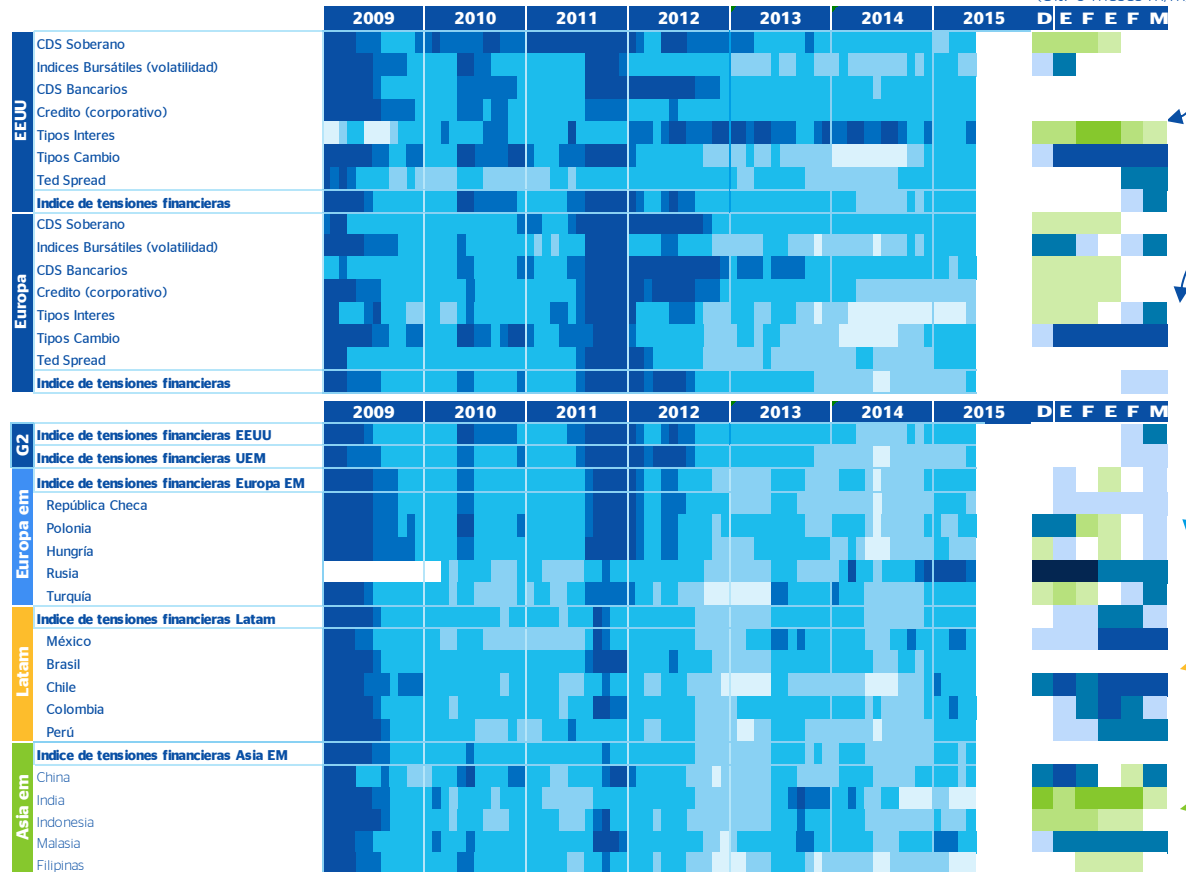 2009 2010 2011 2012 2013 2014 2015 D E F E F M
EEUU
CDS Soberano
Indices Bursátiles (volatilidad)
CDS Bancarios
Credito (corporativo)
Tipos Interes
Tipos Cambio
Ted Spread
Indice de tensiones financieras
Europa
CDS Soberano
Indices Bursátiles (volatilidad)
CDS Bancarios
Credito (corporativo)
Tipos Interes
Tipos Cambio
Ted Spread
Indice de tensiones financieras
2009 2010 2011 2012 2013 2014 2015 D E F E F M
G2
Indice de tensiones financieras EEUU
Indice de tensiones financieras UEM
Europa em
Indice de tensiones financieras Europa EM
República Checa
Polonia
Hungría
Rusia
Turquía
Latam
Indice de tensiones financieras Latam
México
Brasil
Chile
Colombia
Perú
Asia em
Indice de tensiones financieras Asia EM
China
India
Indonesia
Malasia
Filipinas